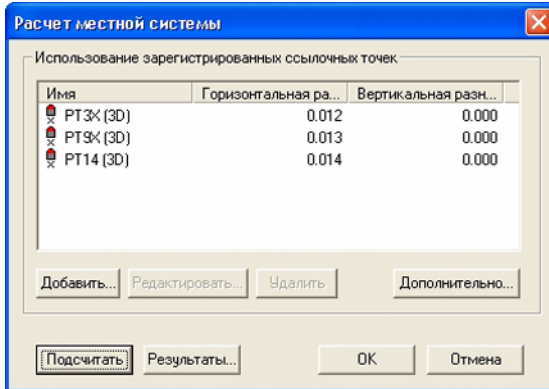 Расчет местной системы
Использование зарегистрированных ссылочных точек
Имя Горизонтальная ра... Вертикальная разн...
PT3X (3D) 0.012 0.000
PT9X (3D) 0.013 0.000
PT14 (3D) 0.014 0.000
Добавить... Редактировать... Удалить Дополнительно...
Подсчитать Результаты... OK Отмена